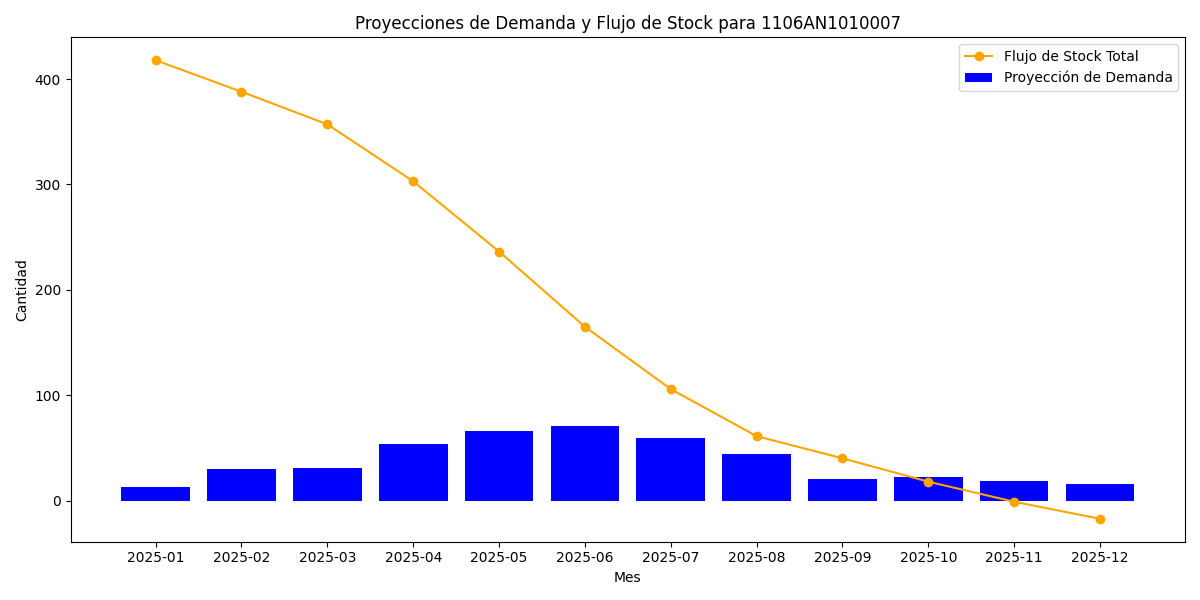 Proyecciones de Demanda y Flujo de Stock para 1106AN1010007
Flujo de Stock Total
Proyección de Demanda
Cantidad
400
300
200
100
0
2025-01 2025-02 2025-03 2025-04 2025-05 2025-06 2025-07 2025-08 2025-09 2025-10 2025-11 2025-12
Mes